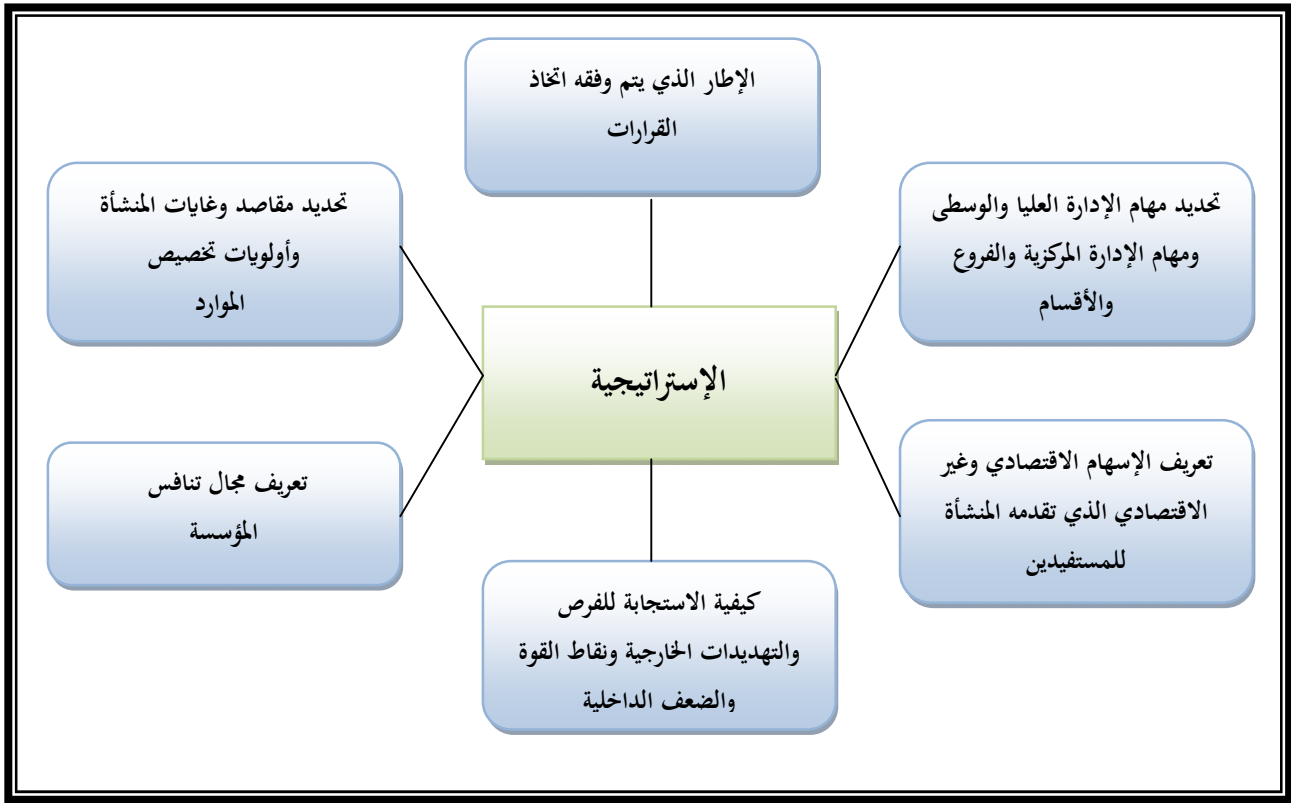 الإطار الذي يتم وفقه اتخاذ
القرارات
تحديد مهام الإدارة العليا والوسطى
ومهام الإدارة المركزية والفروع
والأقسام
تحديد مقاصد وغايات المنشأة
وأولويات تخصيص
الموارد
الإستراتيجية
تعريف الإسهام الاقتصادي وغير
الاقتصادي الذي تقدمه المنشأة
للمستفيدين
تعريف مجال تنافس
المؤسسة
كيفية الاستجابة للفرص
والتهديدات الخارجية ونقاط القوة
والضعف الداخلية